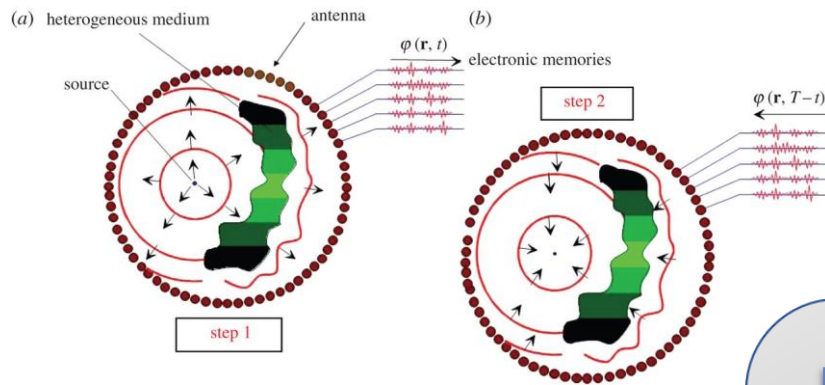 (a)
heterogeneous medium
antenna
source
φ (r, t)
electronic memories
step 1
(b)
step 2
φ (r, T – t)